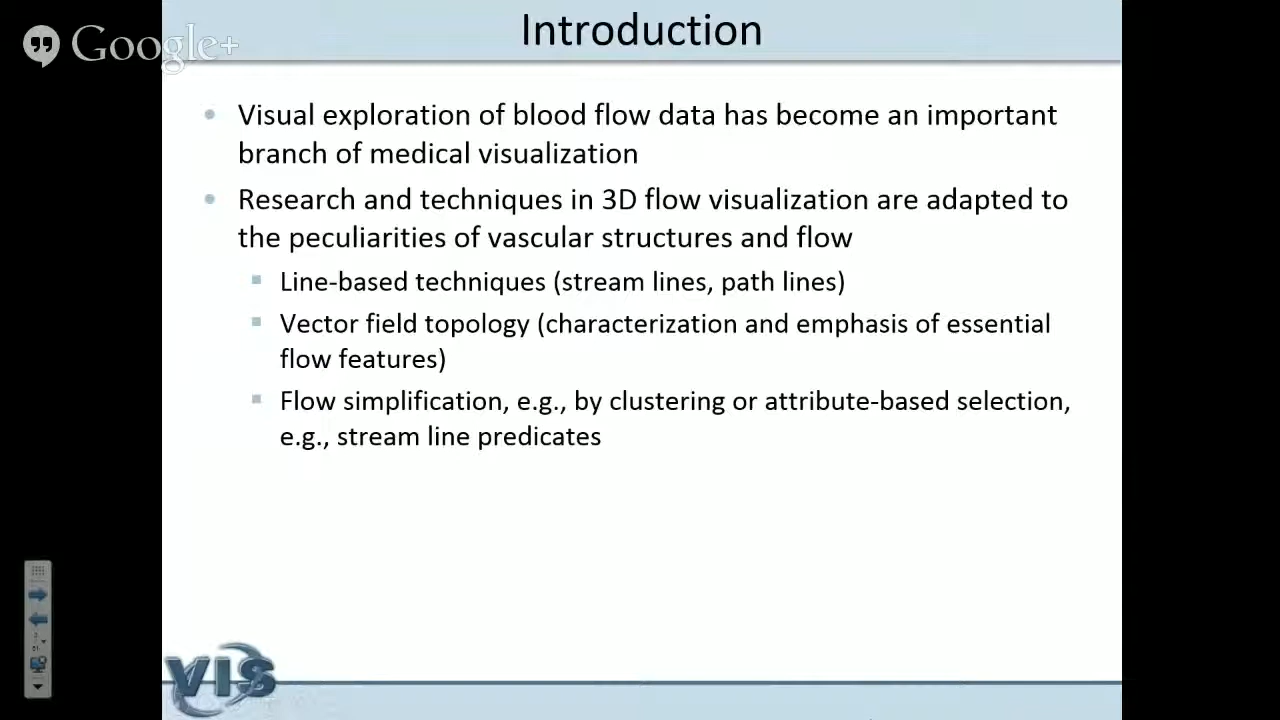 Google+
Introduction
Visual exploration of blood flow data has become an important
branch of medical visualization
Research and techniques in 3D flow visualization are adapted to
the peculiarities of vascular structures and flow
Line-based techniques (stream lines, path lines)
Vector field topology (characterization and emphasis of essential
flow features)
Flow simplification, e.g., by clustering or attribute-based selection,
e.g., stream line predicates
VIS